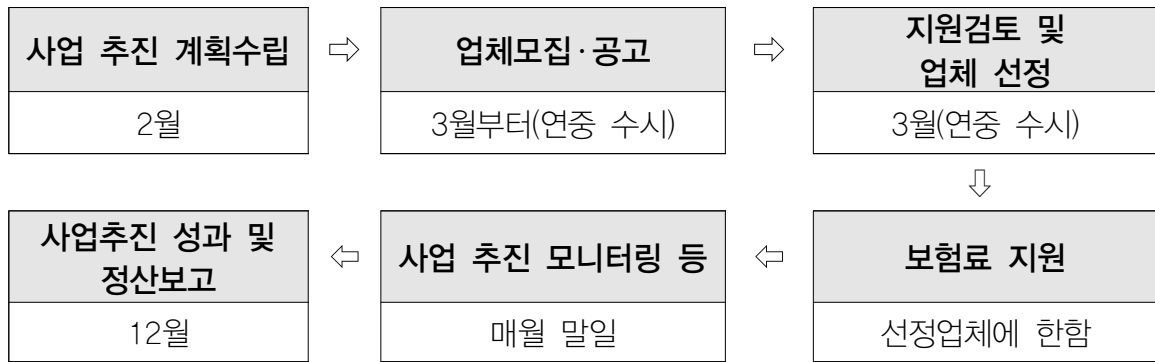 사업 추진 계획수립
2월
⇨
업체모집·공고
3월부터(연중 수시)
⇨
지원검토 및
업체 선정
3월(연중 수시)
⇩
보험료 지원
선정업체에 한함
⇦
사업 추진 모니터링 등
매월 말일
⇦
사업추진 성과 및
정산보고
12월